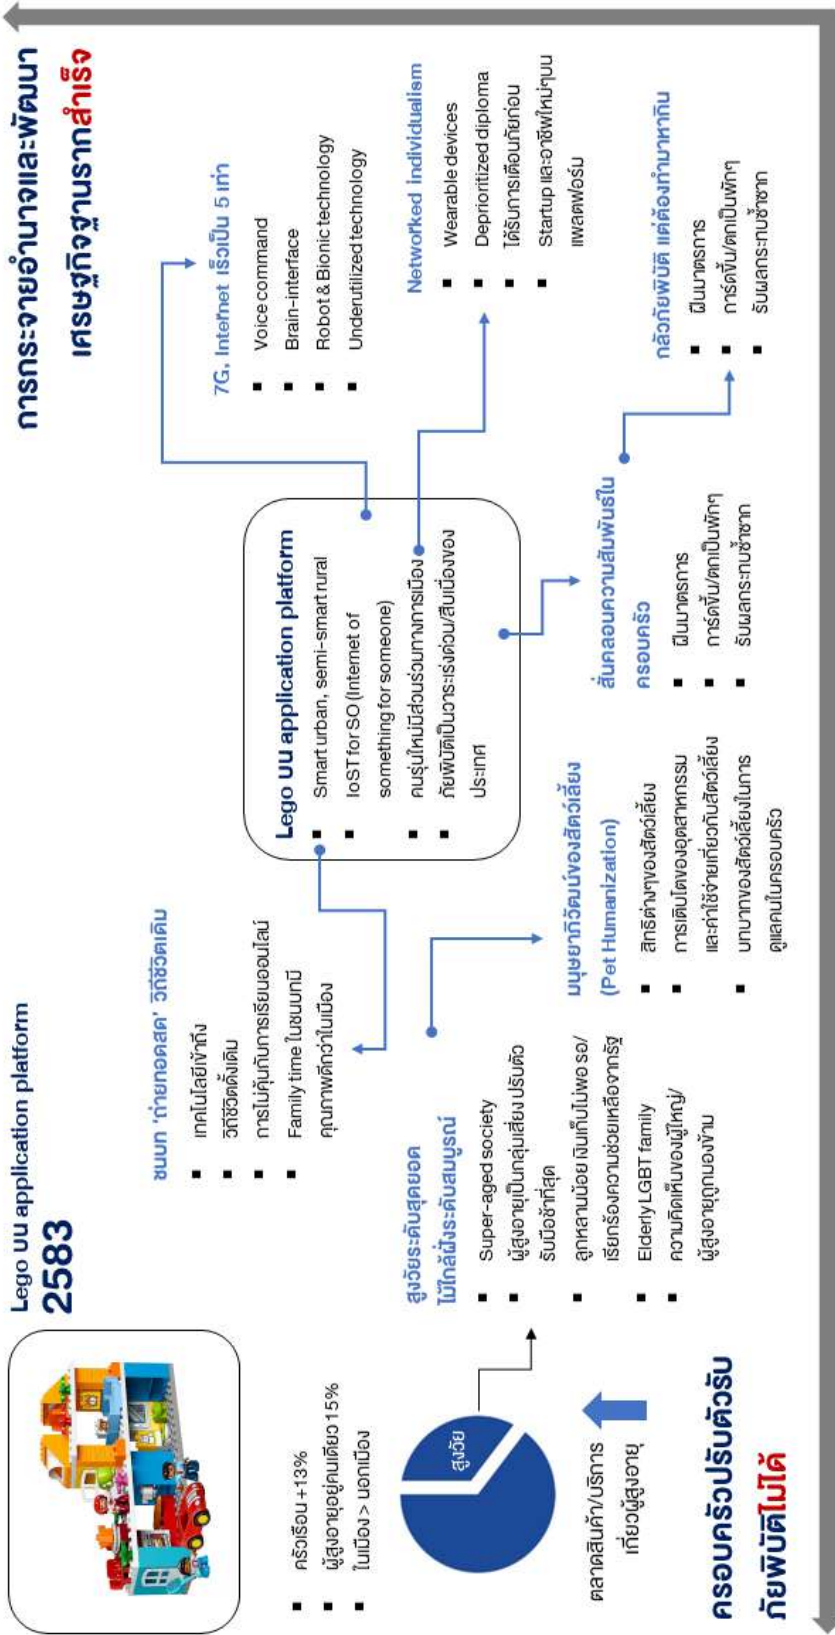 Lego บน application platform
2583
การกระจายอำนาจและพัฒนา
เศรษฐกิจฐานรากสำเร็จ
ครัวเรือน +13%
ผู้สูงอายุอยู่คนเดียว 15%
ในเมือง > นอกเมือง
สูงวัย
ตลาดสินค้า/บริการ
เกี่ยวผู้สูงอายุ
ครอบครัวปรับตัวรับ
ภัยพิบัติไม่ได้
ชนบท ‘ถ่ายทอดสด’ วิถีชีวิตเดิม
เทคโนโลยีเข้าถึง
วิถีชีวิตดั้งเดิม
การไม่คุ้นกับการเรียนออนไลน์
Family time ในชนบทมี
คุณภาพดีกว่าในเมือง
สูงวัยระดับสุดยอด
ไม้ใกล้ฝั่งระดับสมบูรณ์
Super-aged society
ผู้สูงอายุเป็นกลุ่มเสี่ยง ปรับตัว
รับมือช้าที่สุด
ลูกหลานน้อย เงินเก็บไม่พอ รอ/
เรียกร้องความช่วยเหลือจากรัฐ
Elderly LGBT family
ความคิดเห็นของผู้ใหญ่/
ผู้สูงอายุถูกมองข้าม
Lego บน application platform
Smart urban, semi-smart rural
IoST for SO (Internet of
something for someone)
คนรุ่นใหม่มีส่วนร่วมทางการเมือง
ภัยพิบัติเป็นวาระเร่งด่วน/สืบเนื่องของ
ประเทศ
มนุษยาภิวัฒน์ของสัตว์เลี้ยง
(Pet Humanization)
สิทธิต่างๆของสัตว์เลี้ยง
การเติบโตของอุตสาหกรรม
และค่าใช้จ่ายเกี่ยวกับสัตว์เลี้ยง
บทบาทของสัตว์เลี้ยงในการ
ดูแลคนในครอบครัว
สั่นคลอนความสัมพันธ์ใน
ครอบครัว
ฝืนมาตรการ
การ์ดขึ้น/ตกเป็นพักๆ
รับผลกระทบซ้ำซาก
7G, Internet เร็วเป็น 5 เท่า
Voice command
Brain-interface
Robot & Bionic technology
Underutilized technology
Networked individualism
Wearable devices
Deprioritized diploma
ได้รับการเตือนภัยก่อน
Startup และอาชีพใหม่ๆบน
แพลตฟอร์ม
กลัวภัยพิบัติ แต่ต้องทำมาหากิน
ฝืนมาตรการ
การ์ดขึ้น/ตกเป็นพักๆ
รับผลกระทบซ้ำซาก